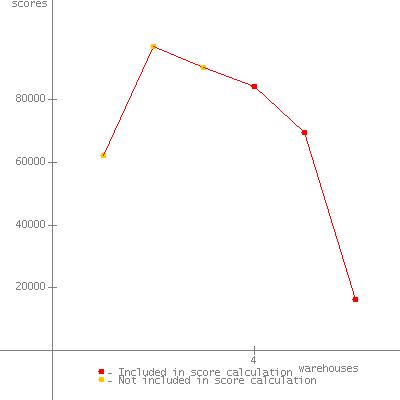 scores
80000
60000
40000
20000
4
warehouses
- Included in score calculation
- Not included in score calculation